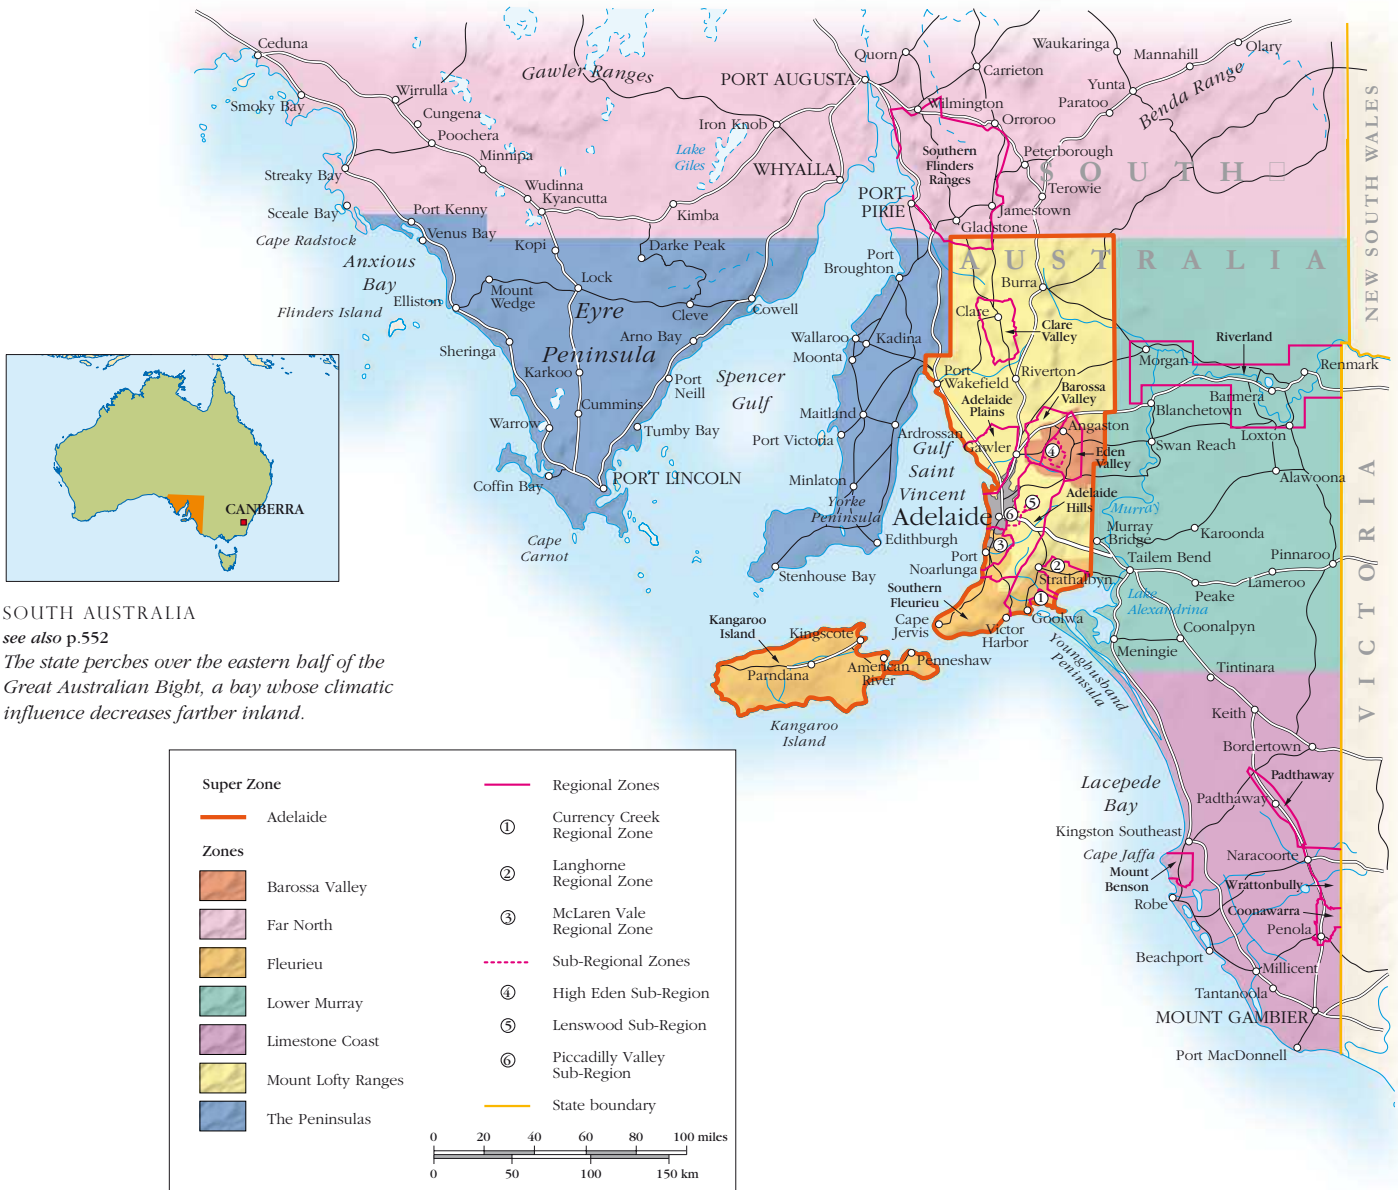 Ceduna
Smoky Bay
Wirrulla
Cungena
Poochera
Minnipa
Streaky Bay
Sceale Bay
Cape Radstock
Port Kenny
Venus Bay
Wudinna
Kyancutta
Kopi
Gawler Ranges
PORT AUGUSTA
Iron Knob
Lake
Giles
WHYALLA
Kimba
Darke Peak
Quorn
Carrieton
Waukaringa
Mannahill
Olary
Yunta
Paratoo
Benda Range
Wilmington
Orroroo
Southern
Flinders
Ranges
Peterborough
Terowie
PORT
PIRIE
Jamestown
Gladstone
SOUTH
AUSTRALIA
NEW SOUTH WALES
VICTORIA
Anxious
Bay
Flinders Island
Elliston
Mount
Wedge
Lock
Eyre
Peninsula
Cleve
Cowell
Arno Bay
Sheringa
Karkoo
Port
Neill
Cummins
Warrow
Tumby Bay
Coffin Bay
PORT LINCOLN
Cape
Carnot
Spencer
Gulf
Port
Broughton
Wallaroo
Kadina
Moonta
Maitland
Port Victoria
Ardrossan
Minlaton
Yorke
Peninsula
Edithburgh
Stenhouse Bay
Gulf
Saint
Vincent
Burra
Clare
Clare
Valley
Port
Wakefield
Riverton
Adelaide
Plains
Barossa
Valley
Angaston
Gawler
④
Eden
Valley
Adelaide
Hills
⑤
⑥
Adelaide
③
Port
Noarlunga
②
Strathalbyn
①
Southern
Fleurieu
Cape
Jervis
Victor
Harbor
Goolwa
Kangaroo
Island
Kingscote
Parndana
American
River
Penneshaw
Kangaroo
Island
Morgan
Riverland
Renmark
Barmera
Blanchetown
Loxton
Swan Reach
Alawoona
Murray
Murray
Bridge
Karoonda
Tailem Bend
Pinnaroo
Lameroo
Peake
Lake
Alexandrina
Coonalpyn
Meningie
Younghusband
Peninsula
Tintinara
Keith
Bordertown
Lacepede
Bay
Padthaway
Padthaway
Kingston Southeast
Cape Jaffa
Mount
Benson
Naracoorte
Wrattonbully
Robe
Coonawarra
Penola
Beachport
Millicent
Tantanoola
MOUNT GAMBIER
Port MacDonnell
CANBERRA
SOUTH AUSTRALIA
see also p.552
The state perches over the eastern half of the
Great Australian Bight, a bay whose climatic
influence decreases farther inland.
Super Zone
Adelaide
Zones
Barossa Valley
Far North
Fleurieu
Lower Murray
Limestone Coast
Mount Lofty Ranges
The Peninsulas
Regional Zones
① Currency Creek
Regional Zone
② Langhorne
Regional Zone
③ McLaren Vale
Regional Zone
Sub-Regional Zones
④ High Eden Sub-Region
⑤ Lenswood Sub-Region
⑥ Piccadilly Valley
Sub-Region
State boundary
0 20 40 60 80 100 miles
0 50 100 150 km